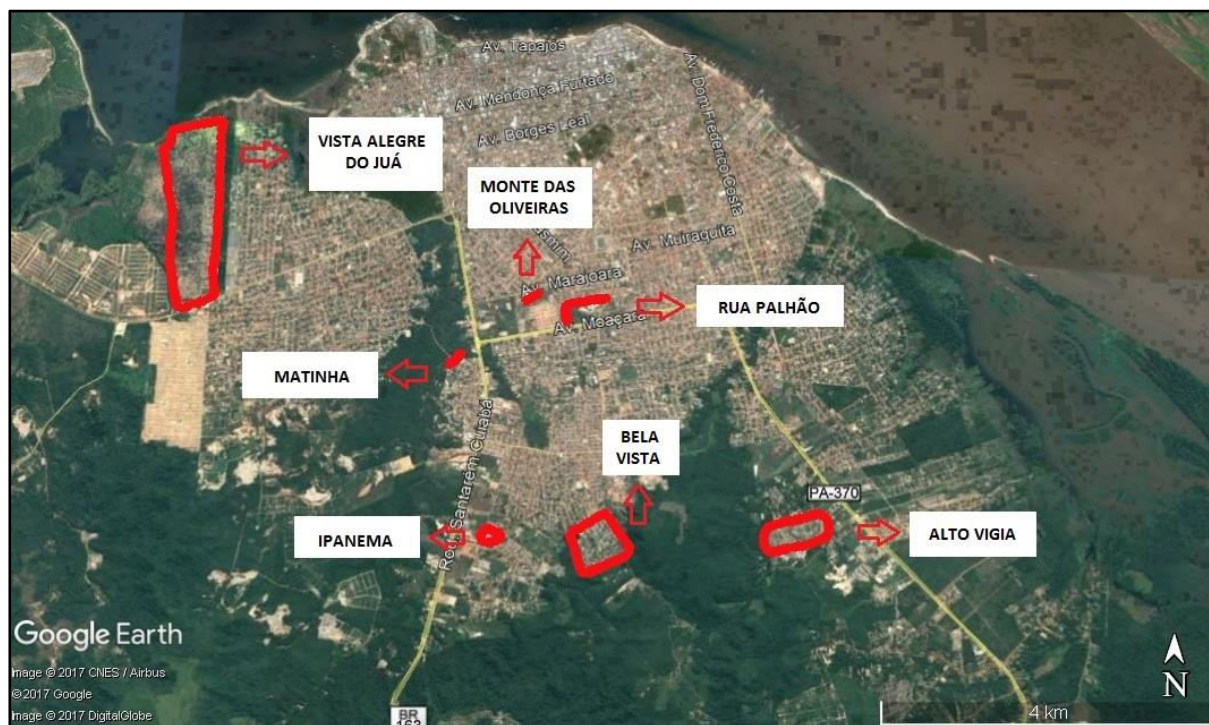 Av. Tapajós
Av. Mendonça Furtado
Av. Borges Leal
Av. Dom Frederico Costa
VISTA ALEGRE
DO JUÁ
MONTE DAS
OLIVEIRAS
Av. Muiraquitã
Av. Marajoara
RUA PALHÃO
Av. Moaçara
MATINHA
BELA
VISTA
Rod. Santarém Cuiabá
PA-370
IPANEMA
ALTO VIGIA
Google Earth
Image © 2017 CNES / Airbus
© 2017 Google
Image © 2017 DigitalGlobe
BR
163
N
4 km